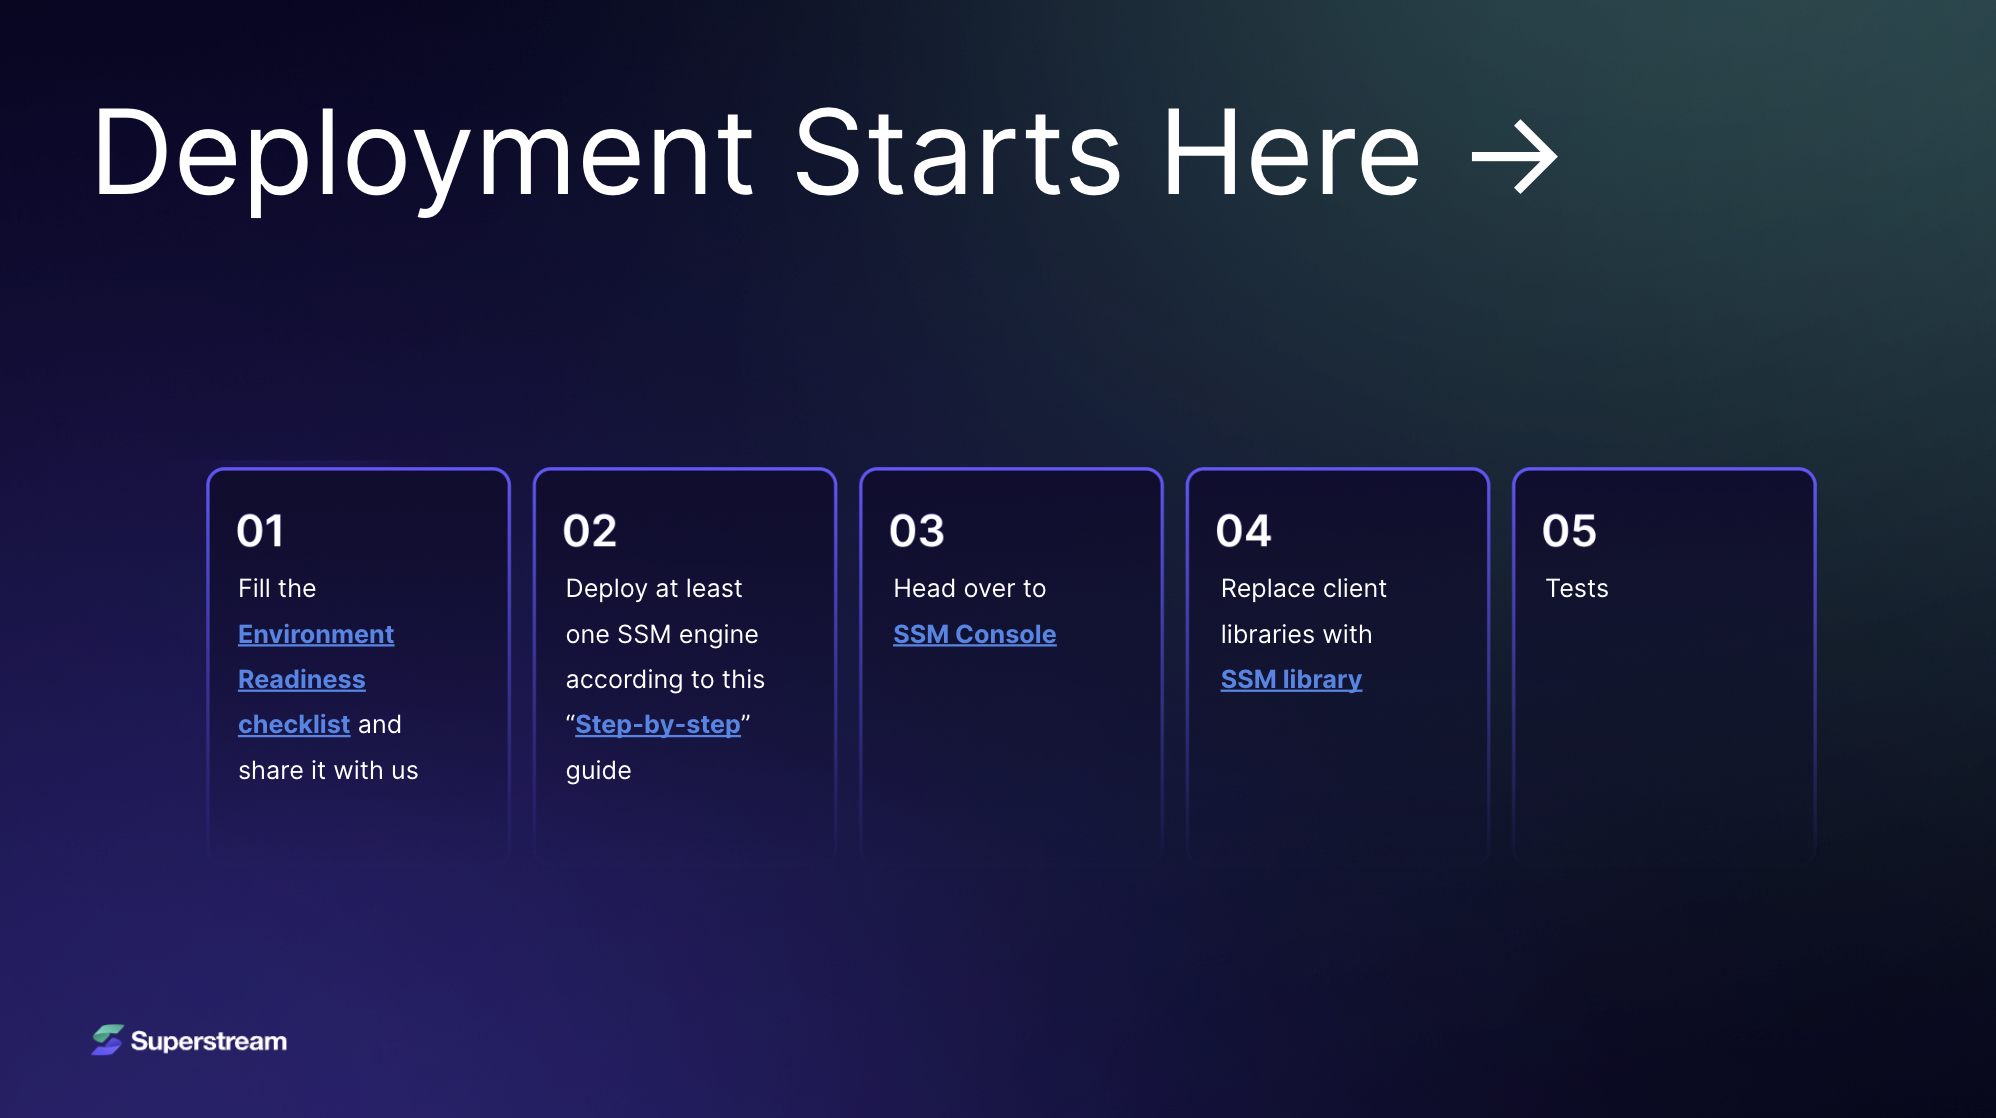 Deployment Starts Here →
01
Fill the
Environment
Readiness
checklist and
share it with us
02
Deploy at least
one SSM engine
according to this
“Step-by-step”
guide
03
Head over to
SSM Console
04
Replace client
libraries with
SSM library
05
Tests
Superstream